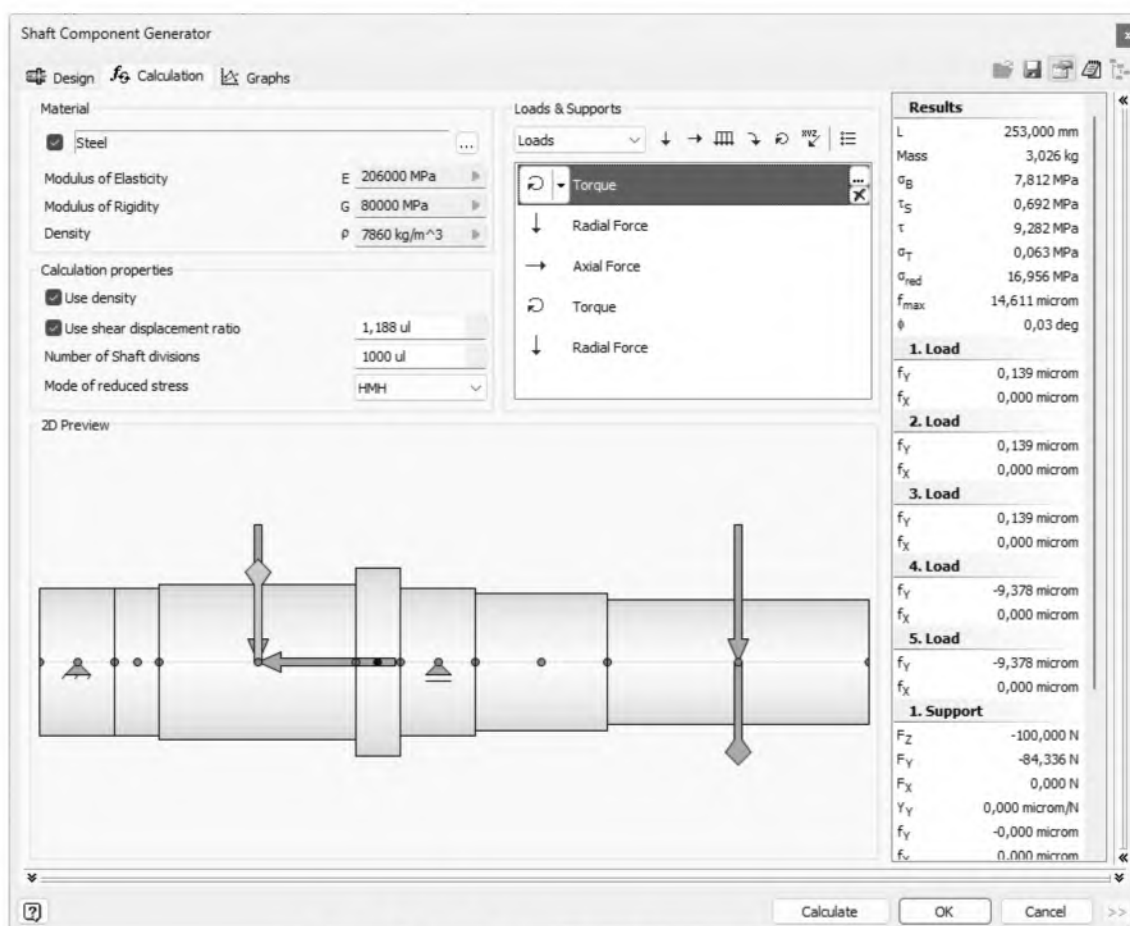 Shaft Component Generator
Design Calculation Graphs
Material
Steel ...
Modulus of Elasticity E 206000 MPa
Modulus of Rigidity G 80000 MPa
Density ρ 7860 kg/m^3
Calculation properties
Use density
Use shear displacement ratio 1,188 ul
Number of Shaft divisions 1000 ul
Mode of reduced stress HMH
Loads & Supports
Loads
Torque ...
Radial Force
Axial Force
Torque
Radial Force
2D Preview
Results
L 253,000 mm
Mass 3,026 kg
σB 7,812 MPa
τS 0,692 MPa
τ 9,282 MPa
σT 0,063 MPa
σred 16,956 MPa
fmax 14,611 microm
ϕ 0,03 deg
1. Load
fY 0,139 microm
fX 0,000 microm
2. Load
fY 0,139 microm
fX 0,000 microm
3. Load
fY 0,139 microm
fX 0,000 microm
4. Load
fY -9,378 microm
fX 0,000 microm
5. Load
fY -9,378 microm
fX 0,000 microm
1. Support
FZ -100,000 N
FY -84,336 N
FX 0,000 N
YY 0,000 microm/N
fY -0,000 microm
0,000 microm
Calculate OK Cancel >>